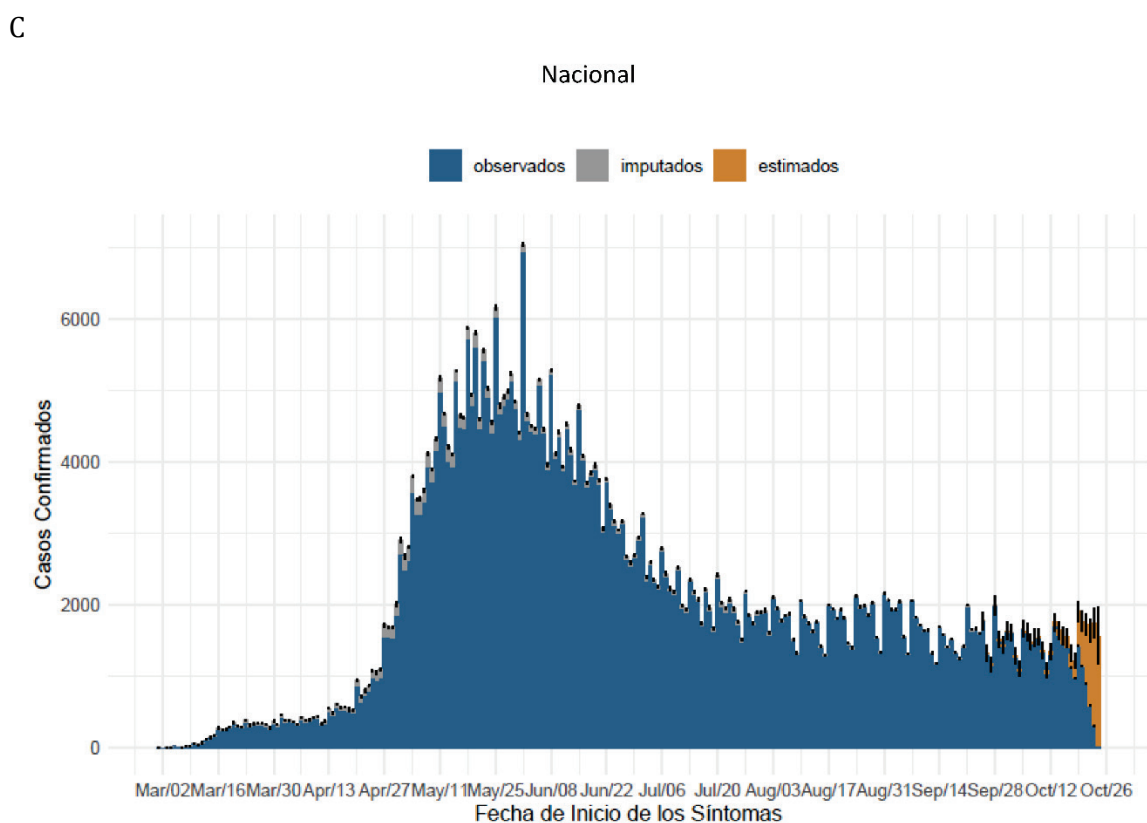 C
Nacional
observados imputados estimados
6000
4000
2000
0
Casos Confirmados
Mar/02 Mar/16 Mar/30 Apr/13 Apr/27 May/11 May/25 Jun/08 Jun/22 Jul/06 Jul/20 Aug/03 Aug/17 Aug/31 Sep/14 Sep/28 Oct/12 Oct/26
Fecha de Inicio de los Síntomas